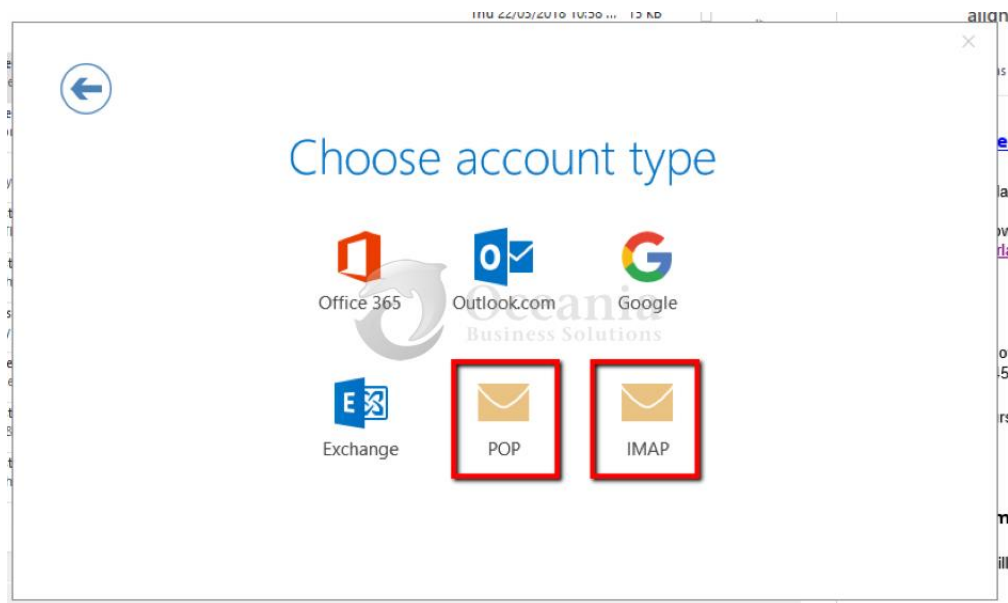 Choose account type
Office 365
Outlook.com
Google
Oceania
Business Solutions
E
Exchange
POP
IMAP